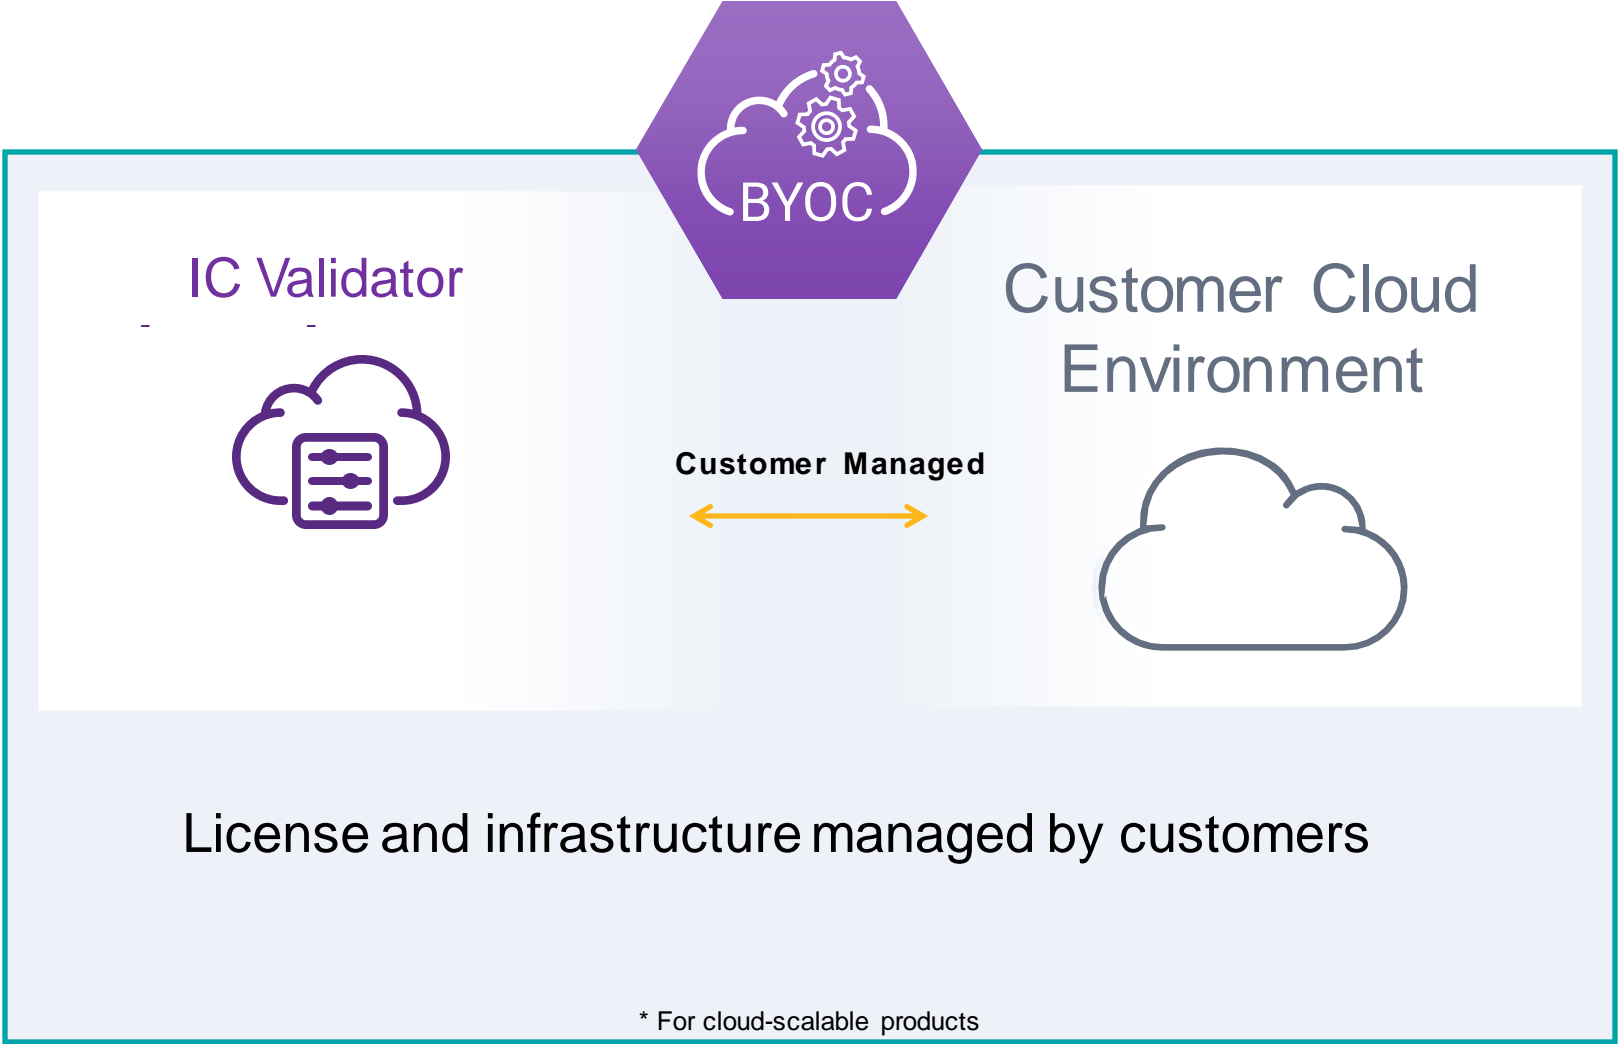 BYOC
IC Validator
Customer Cloud
Environment
Customer Managed
License and infrastructure managed by customers
* For cloud-scalable products